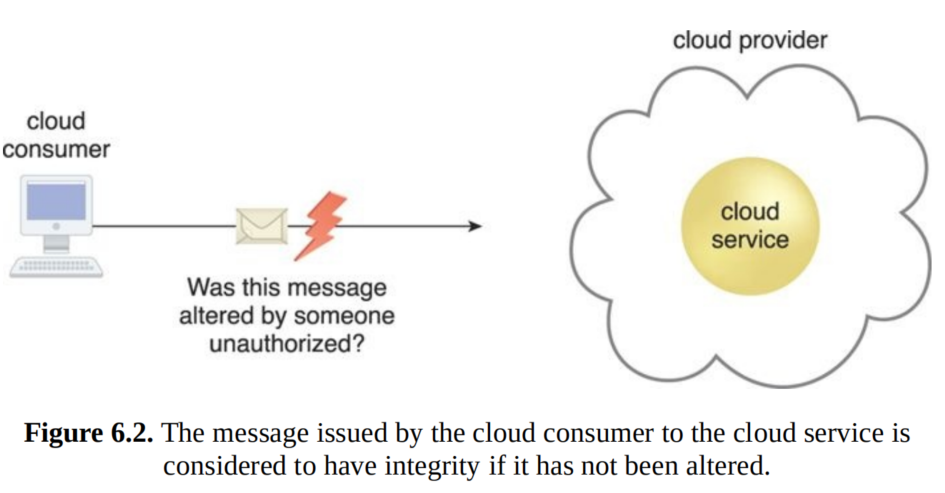 cloud provider
cloud
consumer
cloud
service
Was this message
altered by someone
unauthorized?
Figure 6.2. The message issued by the cloud consumer to the cloud service is
considered to have integrity if it has not been altered.